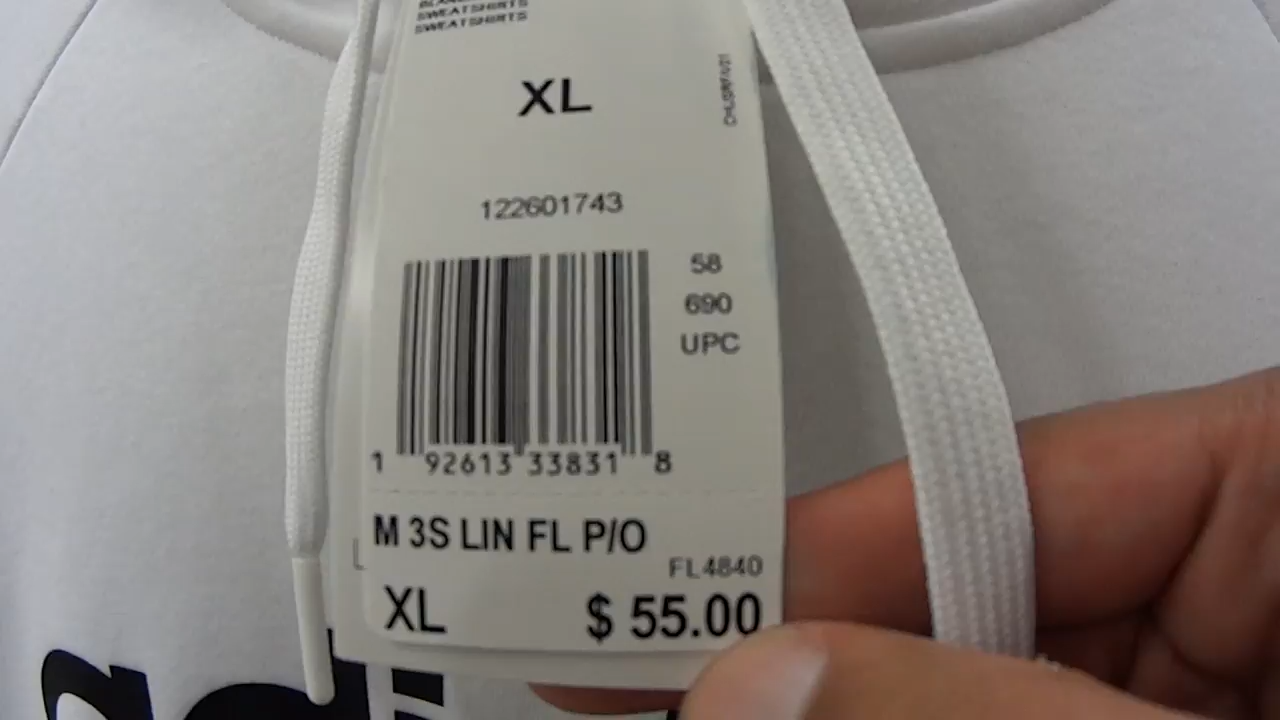 SWEATSHIRTS
SWEATSHIRTS
XL
122601743
58
690
UPC
1 92613 33831 8
M 3S LIN FL P/O
FL4840
XL $ 55.00